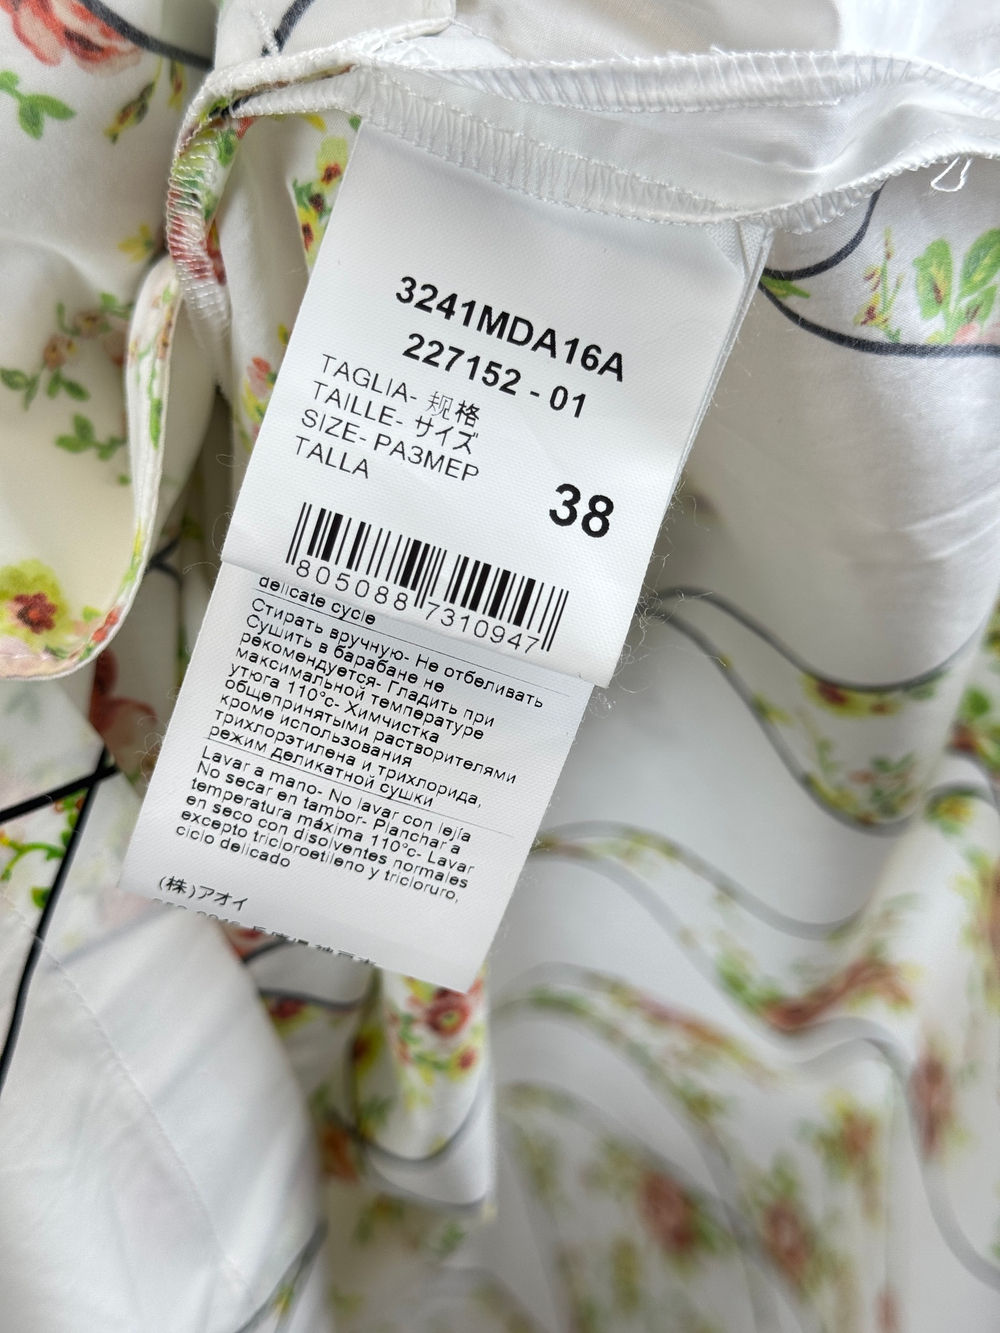 3241MDA16A
227152 - 01
TAGLIA- 规格
TAILLE- サイズ
SIZE- РАЗМЕР
TALLA
38
8050887310947
delicate cycle
Стирать вручную- Не отбеливать
Сушить в барабане не
рекомендуется- Гладить при
максимальной температуре
утюга 110°c- Химчистка
общепринятыми растворителями
кроме использования
трихлорэтилена и трихлорида,
режим деликатной сушки
Lavar a mano- No lavar con lejía
No secar en tambor- Planchar a
temperatura máxima 110°c- Lavar
en seco con disolventes normales
excepto tricloroetileno y tricloruro,
ciclo delicado
(株)アオイ